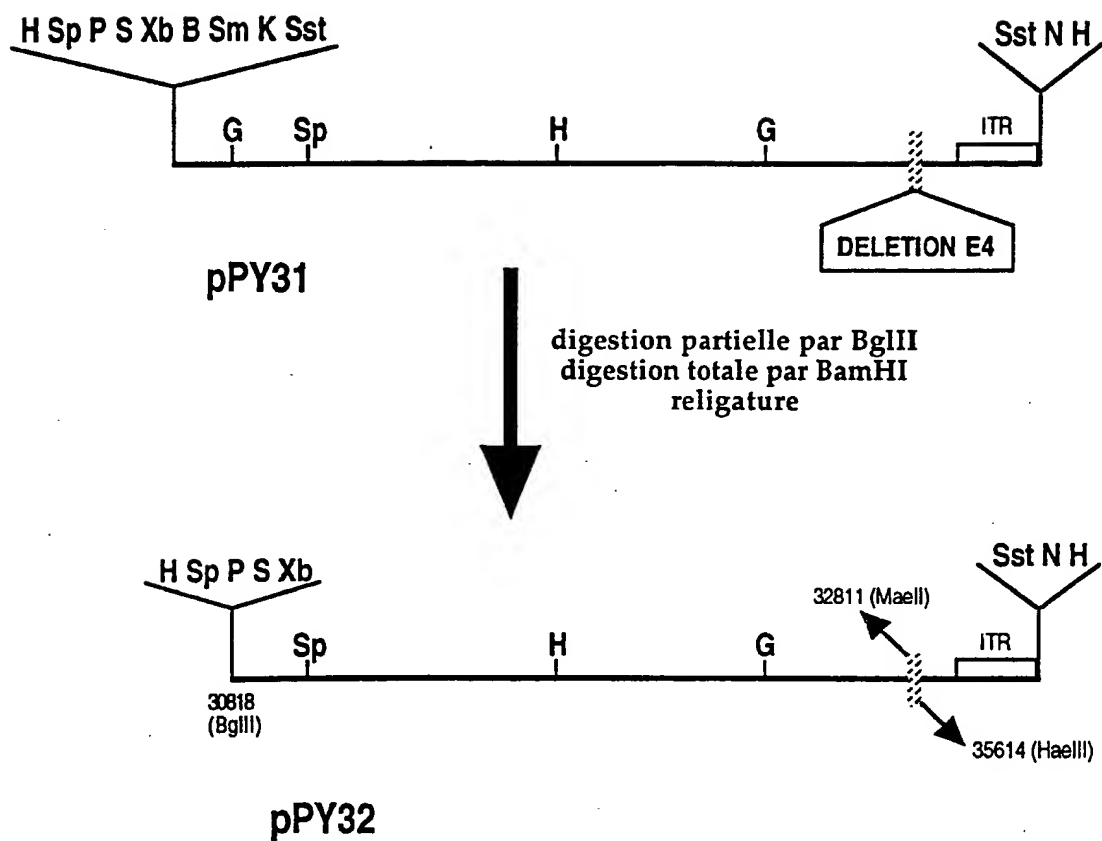 H Sp P S Xb B Sm K Sst
Sst N H
G
Sp
H
G
ITR
DELETION E4
pPY31
digestion partielle par BglII
digestion totale par BamHI
religature
H Sp P S Xb
Sst N H
32811 (MaeII)
Sp
H
G
ITR
30818
(BglII)
35614 (HaeIII)
pPY32